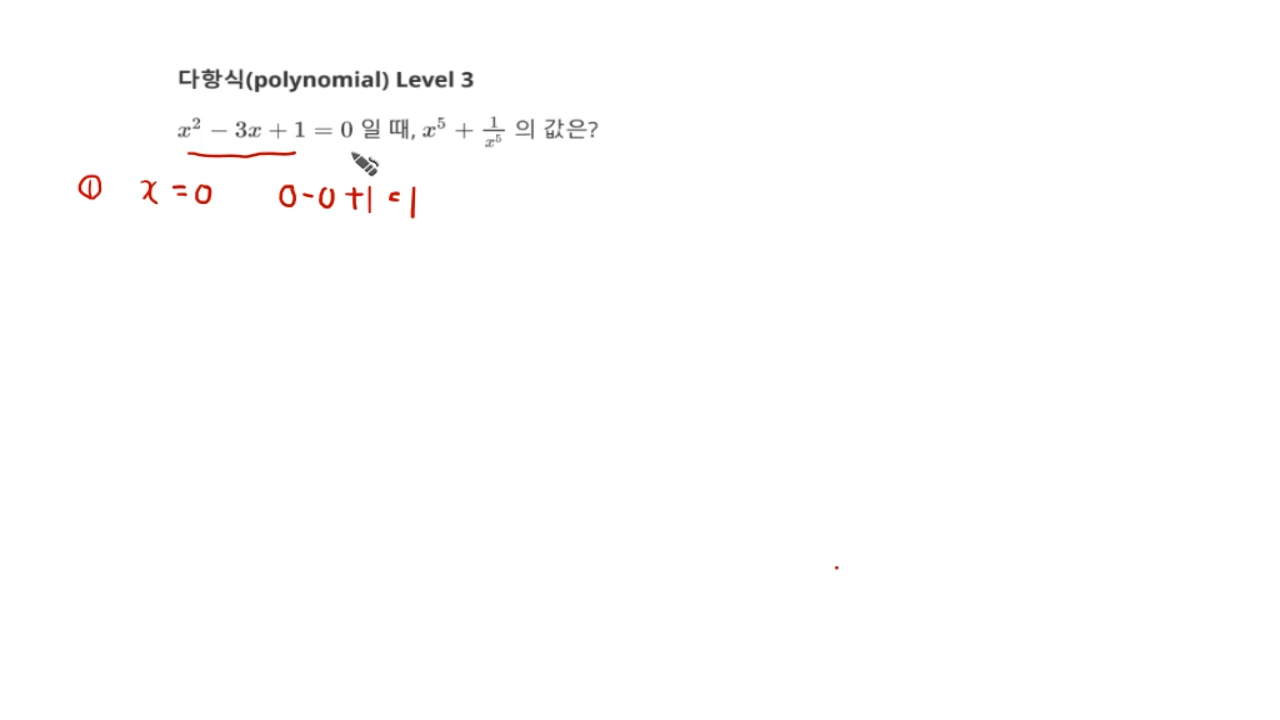 다항식(polynomial) Level 3
x² − 3x + 1 = 0 일 때, x⁵ + 1/x⁵ 의 값은?
① x = 0 0 - 0 + 1 = 1